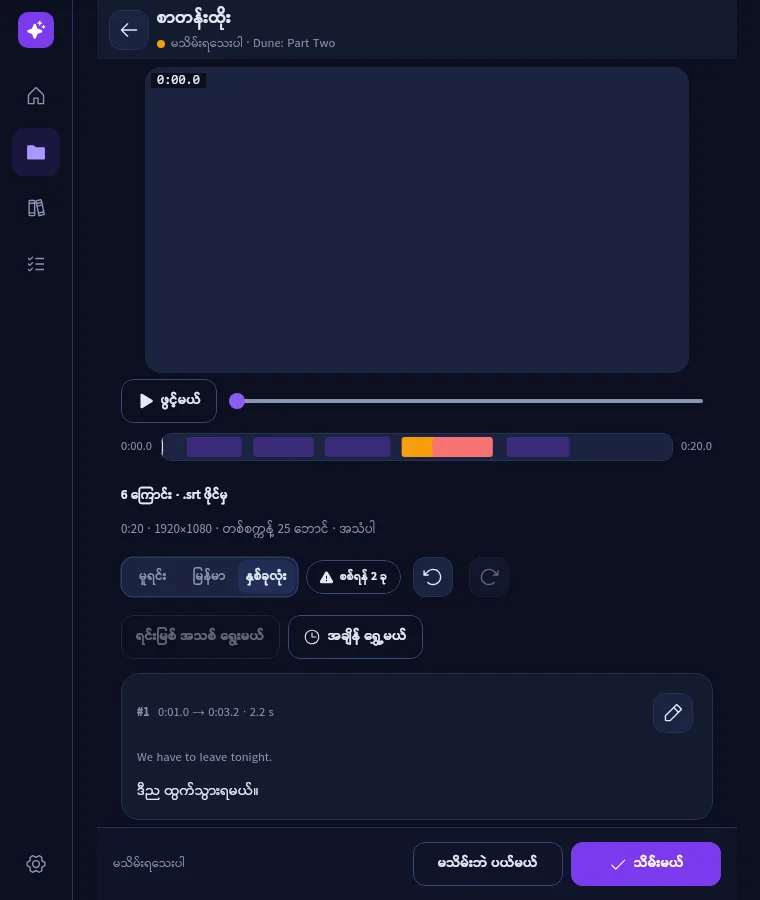 စာတန်းထိုး
မသိမ်းရသေးပါ · Dune: Part Two
0:00.0
ဖွင့်မယ်
0:00.0
0:20.0
6 ကြောင်း · .srt ဖိုင်မှ
0:20 · 1920×1080 · တစ်စက္ကန့် 25 ဘောင် · အသံပါ
မူရင်း မြန်မာ နှစ်ခုလုံး စစ်ရန် 2 ခု
ရင်းမြစ် အသစ် ရွေးမယ် အချိန် ရွှေ့မယ်
#1 0:01.0 → 0:03.2 · 2.2 s
We have to leave tonight.
ဒီည ထွက်သွားရမယ်။
မသိမ်းရသေးပါ မသိမ်းဘဲ ပယ်မယ် သိမ်းမယ်